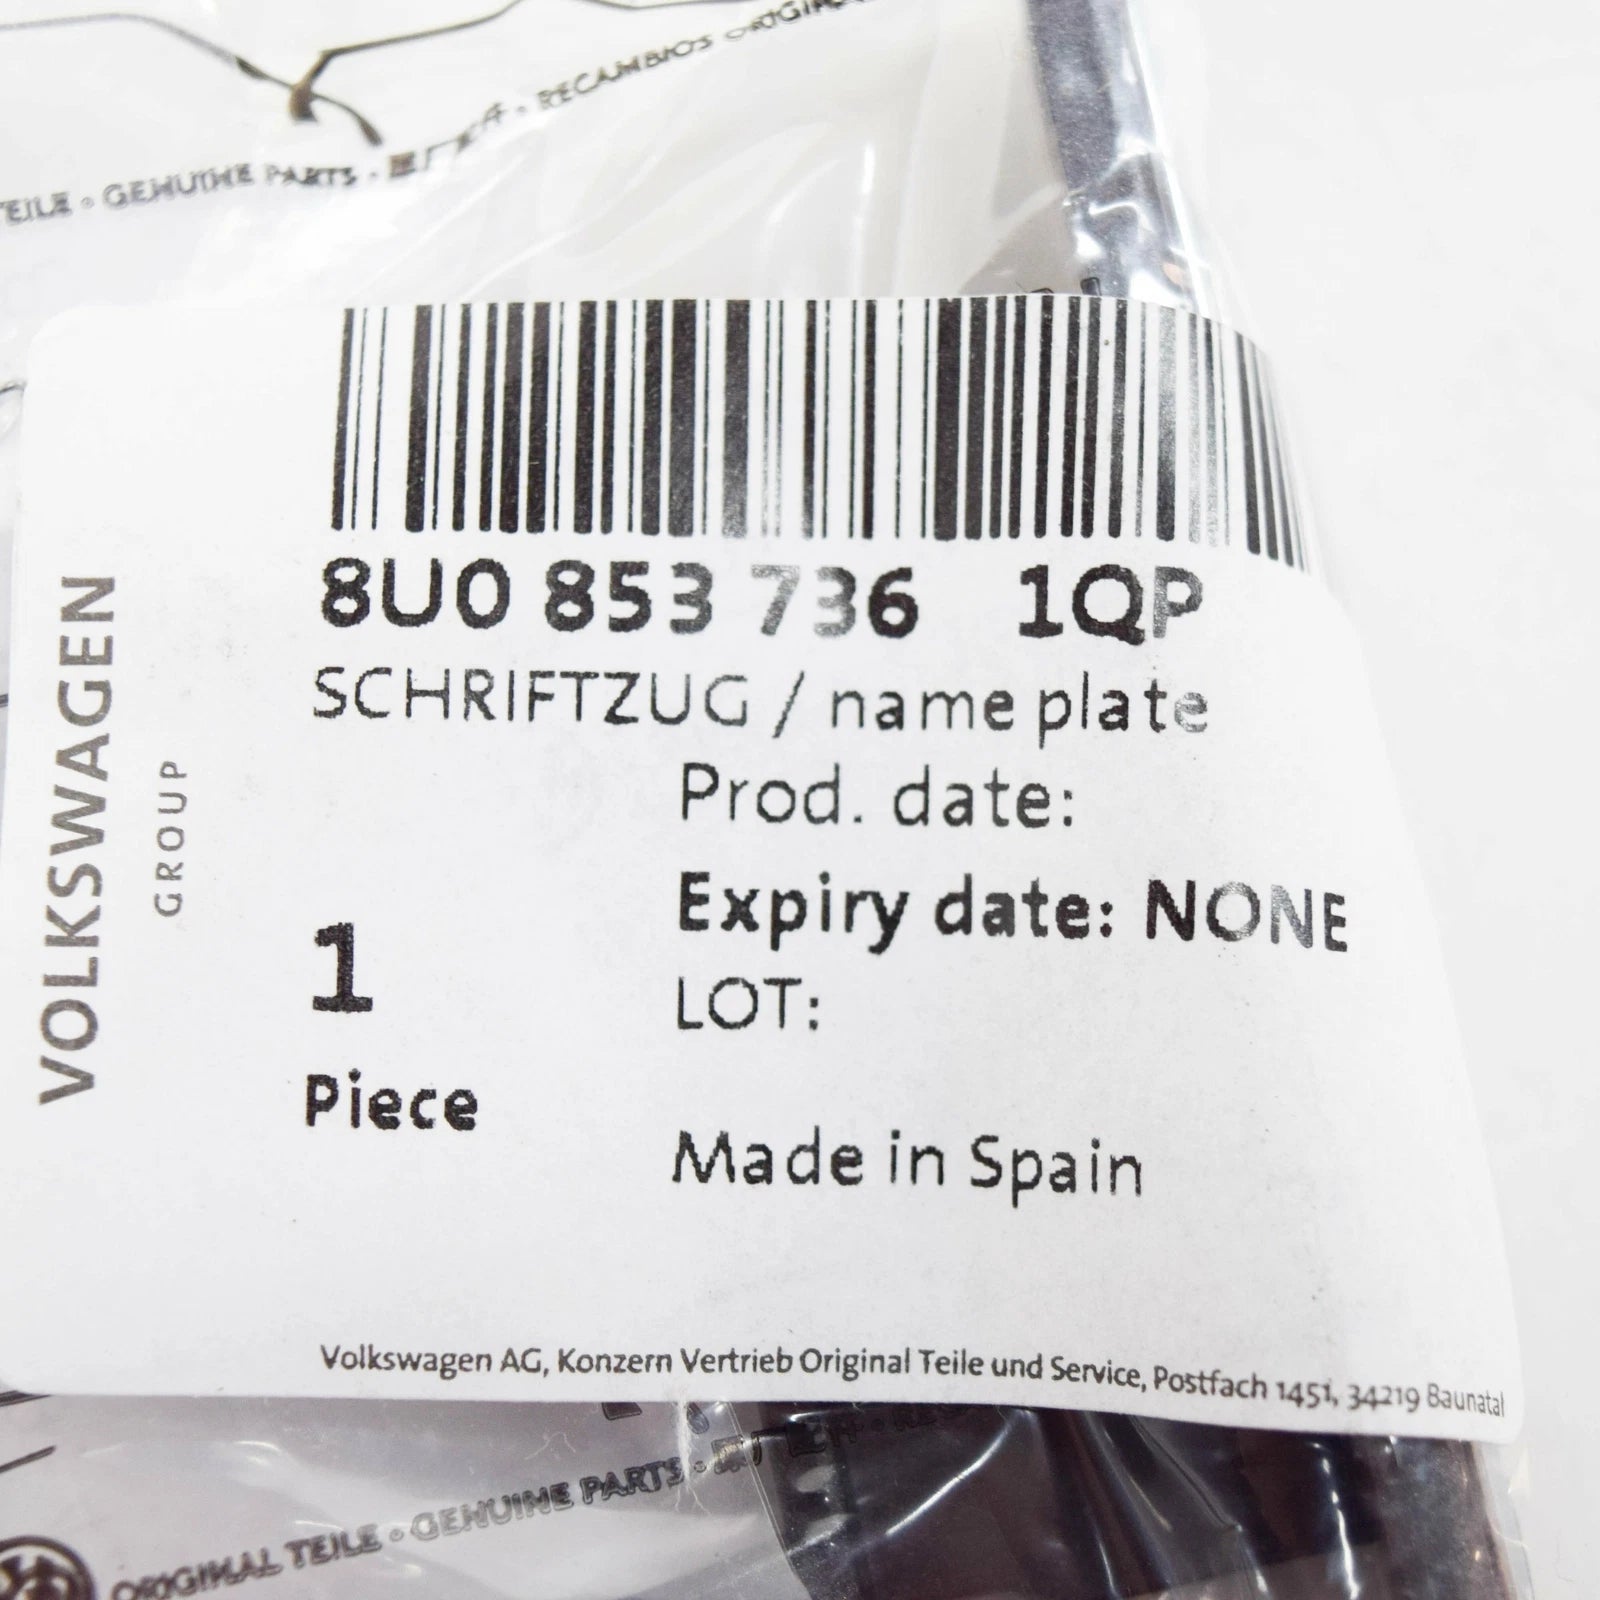 TEILE • GENUINE PARTS •
• RECAMBIOS ORIGIN
8U0 853 736 1QP
SCHRIFTZUG / name plate
Prod. date:
Expiry date: NONE
LOT:
1
Piece
Made in Spain
VOLKSWAGEN
GROUP
Volkswagen AG, Konzern Vertrieb Original Teile und Service, Postfach 1451, 34219 Baunatal
ORIGINAL TEILE • GENUINE PARTS •